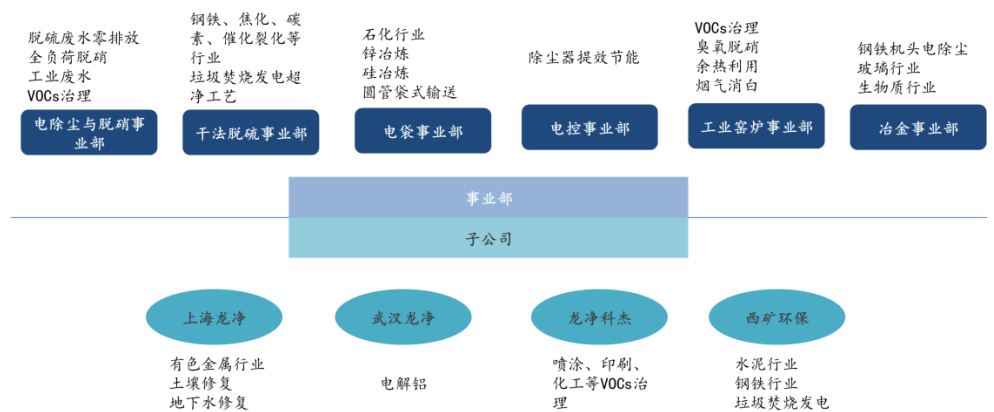 脱硫废水零排放
全负荷脱硝
工业废水
VOCs治理
电除尘与脱硝事
业部
钢铁、焦化、碳
素、催化裂化等
行业
垃圾焚烧发电超
净工艺
干法脱硫事业部
石化行业
锌冶炼
硅冶炼
圆管袋式输送
电袋事业部
除尘器提效节能
电控事业部
VOCs治理
臭氧脱硝
余热利用
烟气消白
工业窑炉事业部
钢铁机头电除尘
玻璃行业
生物质行业
冶金事业部
事业部
子公司
上海龙净
有色金属行业
土壤修复
地下水修复
武汉龙净
电解铝
龙净科杰
喷涂、印刷、
化工等VOCs治
理
西矿环保
水泥行业
钢铁行业
垃圾焚烧发电